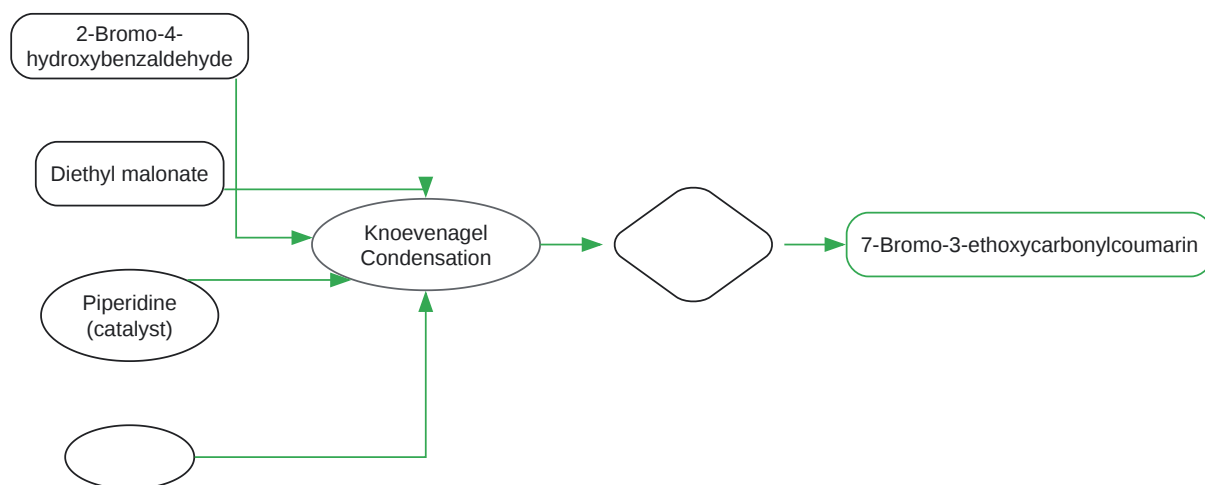 2-Bromo-4-
hydroxybenzaldehyde
Diethyl malonate
Knoevenagel
Condensation
7-Bromo-3-ethoxycarbonylcoumarin
Piperidine
(catalyst)